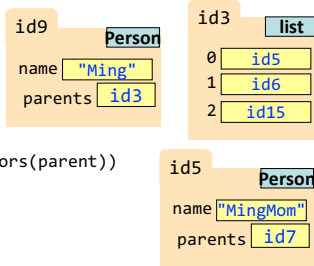 id9
Person
name "Ming"
parents id3
id3
list
0 id5
1 id6
2 id15
ors(parent))
id5
Person
name "MingMom"
parents id7